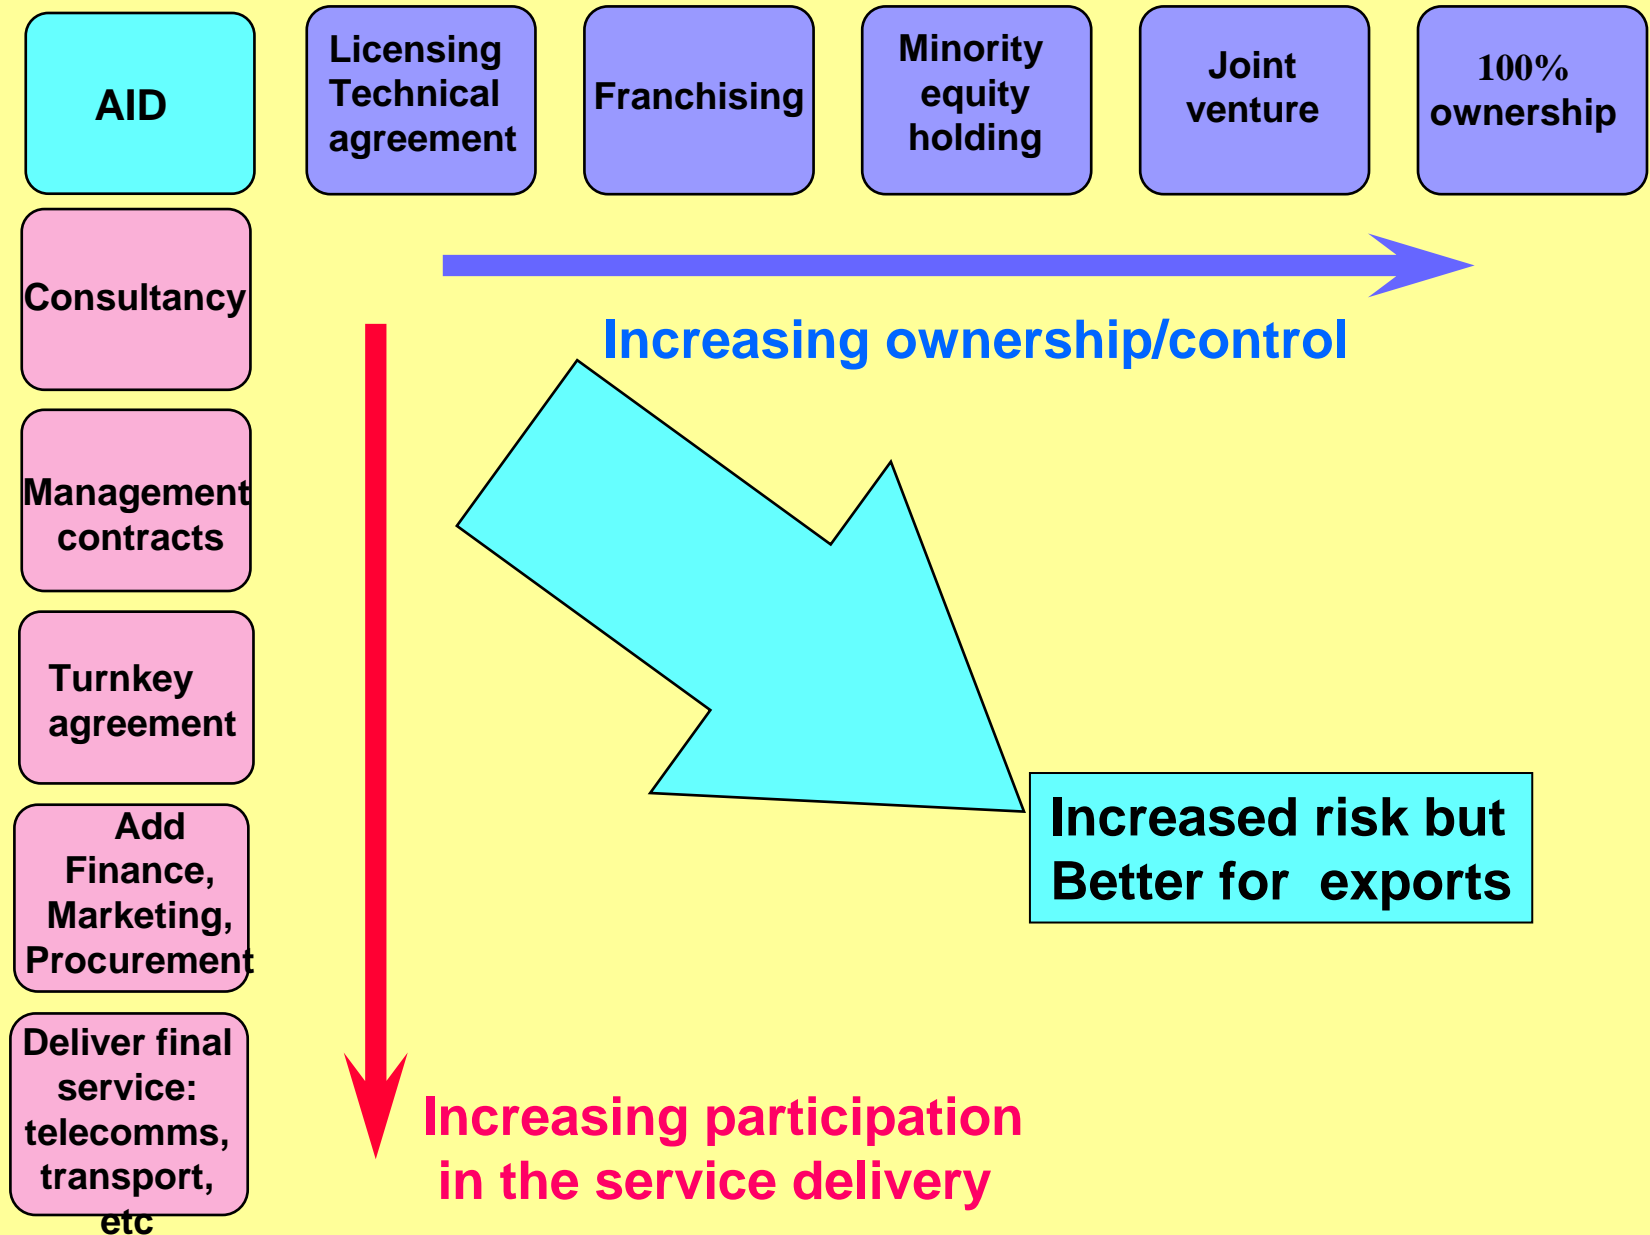 AID
Licensing
Technical
agreement
Franchising
Minority
equity
holding
Joint
venture
100%
ownership
Consultancy
Increasing ownership/control
Management
contracts
Turnkey
agreement
Add
Finance,
Marketing,
Procurement
Increased risk but
Better for exports
Deliver final
service:
telecomms,
transport,
etc
Increasing participation
in the service delivery